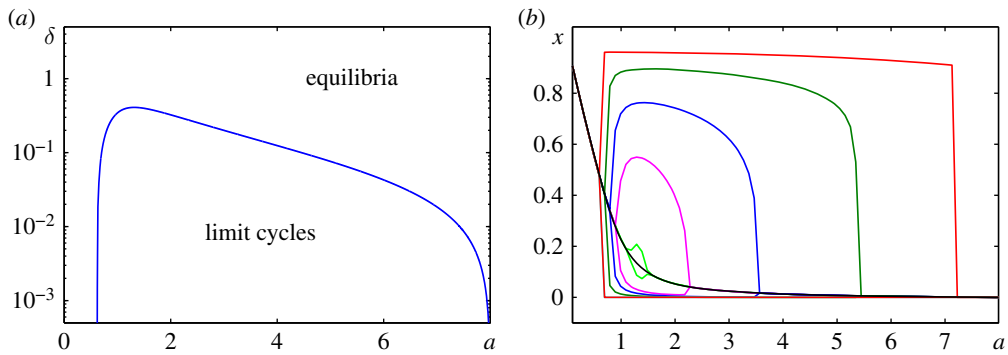 (a)
δ
1
10⁻¹
10⁻²
10⁻³
equilibria
limit cycles
0 2 4 6 a
(b)
x
0.8
0.6
0.4
0.2
0
1 2 3 4 5 6 7 a